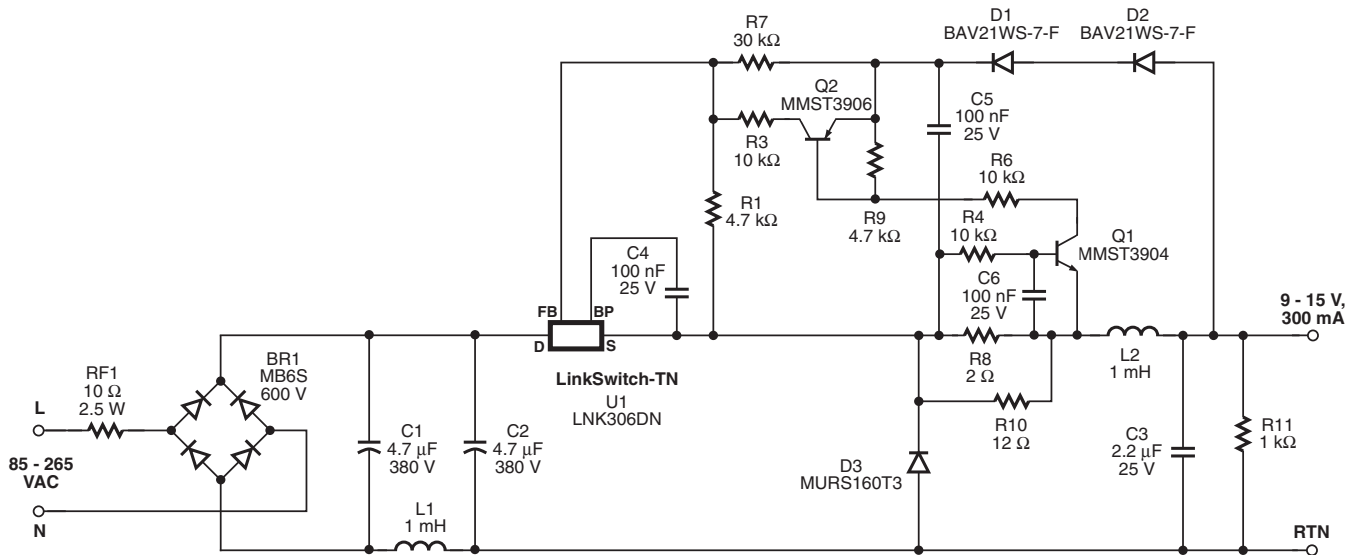 R7
30 kΩ
D1
BAV21WS-7-F
D2
BAV21WS-7-F
Q2
MMST3906
C5
100 nF
25 V
R3
10 kΩ
R6
10 kΩ
R1
4.7 kΩ
R9
4.7 kΩ
R4
10 kΩ
Q1
MMST3904
C4
100 nF
25 V
C6
100 nF
25 V
9 - 15 V,
300 mA
FB
BP
D
S
R8
2 Ω
L2
1 mH
LinkSwitch-TN
U1
LNK306DN
BR1
MB6S
600 V
RF1
10 Ω
2.5 W
L
R10
12 Ω
C1
4.7 µF
380 V
C2
4.7 µF
380 V
C3
2.2 µF
25 V
R11
1 kΩ
85 - 265
VAC
D3
MURS160T3
N
L1
1 mH
RTN